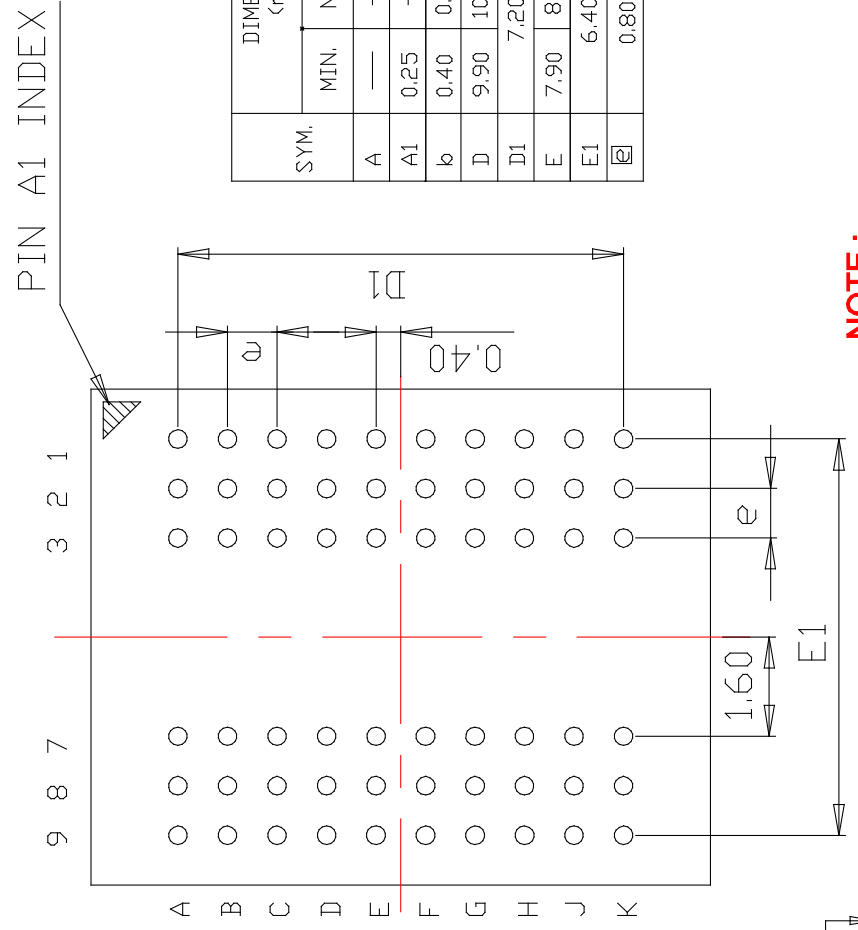 PIN A1 INDEX
SYM.
MIN.
A —
A1 0.25
b 0.40
D 9.90
D1 7.20
E 7.90
E1 6.40
e 0.80
D1
e
0.40
1 2 3 7 8 9
A B C D E F G H J K
e
1.60
E1